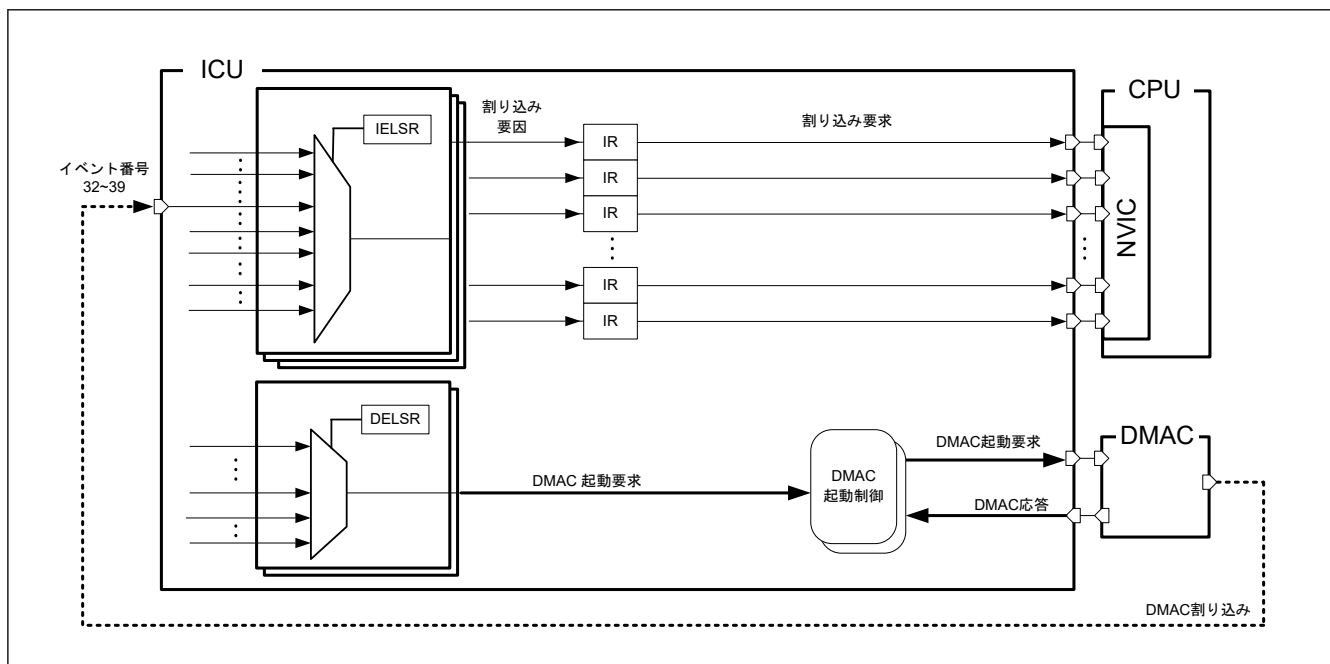 ICU
CPU
割り込み
要因
IELSR
IR
割り込み要求
イベント番号
32~39
IR
IR
NVIC
IR
IR
DELSR
DMAC
DMAC起動要求
DMAC 起動要求
DMAC
起動制御
DMAC応答
DMAC割り込み